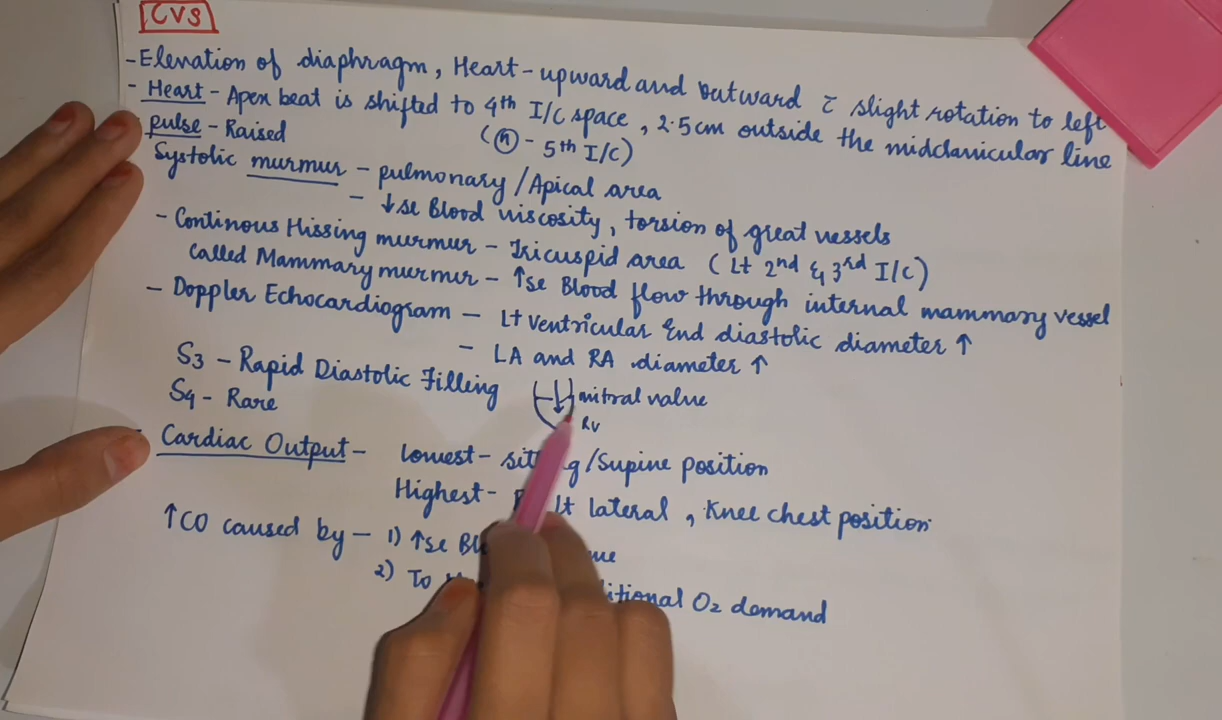 CVS
-Elevation of diaphragm, Heart-upward and outward c̄ slight rotation to left
- Heart - Apex beat is shifted to 4th I/C space, 2.5cm outside the midclavicular line
(n - 5th I/C)
pulse - Raised
Systolic murmur - pulmonary/Apical area
- ↓se Blood viscosity, torsion of great vessels
- Continous Hissing murmur - Tricuspid area (Lt 2nd & 3rd I/C)
Called Mammary murmur - ↑se Blood flow through internal mammary vessel
- Doppler Echocardiogram - Lt ventricular End diastolic diameter ↑
- LA and RA diameter ↑
S3 - Rapid Diastolic Filling
mitral valve
S4 - Rare
RV
- Cardiac Output - lowest - /Supine position
Highest - lt lateral, Knee chest position
↑CO caused by - 1) ↑se
2) To O2 demand